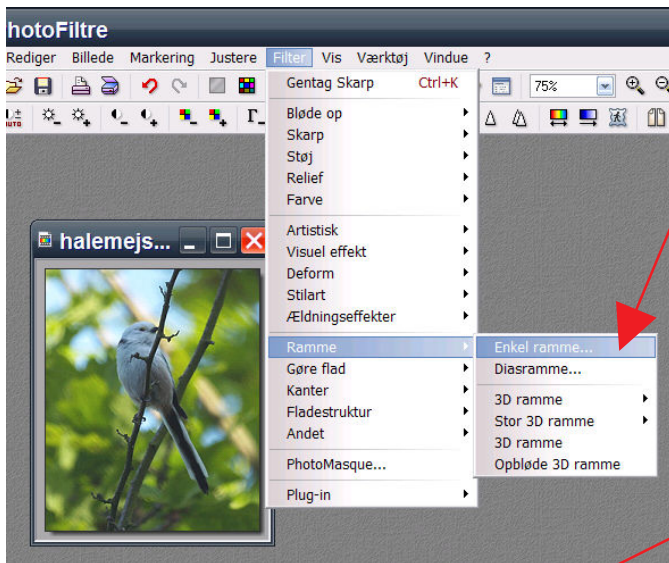 hotoFiltre
Rediger Billede Markering Justere Filter Vis Værktøj Vindue ?
75%
Gentag Skarp Ctrl+K
Bløde op
Skarp
Støj
Relief
Farve
Artistisk
Visuel effekt
Deform
Stilart
Ældningseffekter
Ramme
Gøre flad
Kanter
Fladestruktur
Andet
PhotoMasque...
Plug-in
Enkel ramme...
Diasramme...
3D ramme
Stor 3D ramme
3D ramme
Opbløde 3D ramme
halemejs...